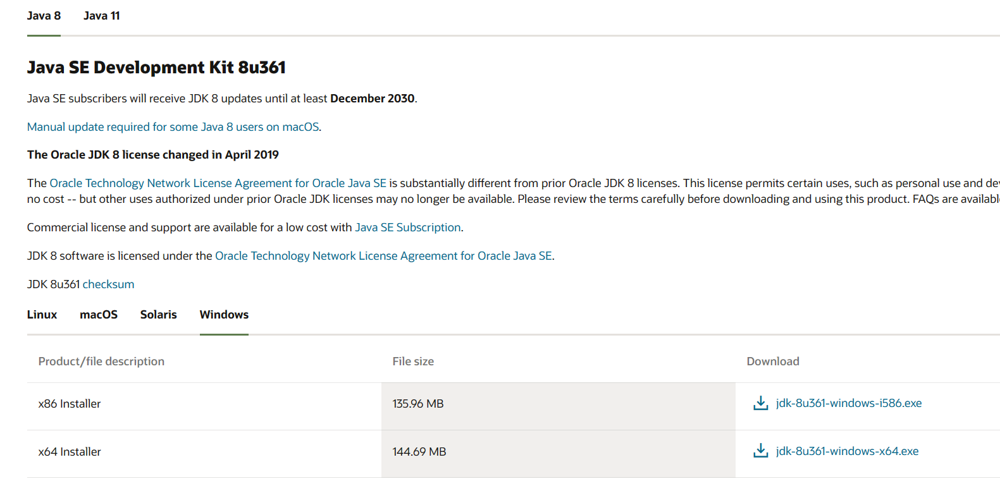 Java 8 Java 11
Java SE Development Kit 8u361
Java SE subscribers will receive JDK 8 updates until at least December 2030.
Manual update required for some Java 8 users on macOS.
The Oracle JDK 8 license changed in April 2019
The Oracle Technology Network License Agreement for Oracle Java SE is substantially different from prior Oracle JDK 8 licenses. This license permits certain uses, such as personal use and
no cost -- but other uses authorized under prior Oracle JDK licenses may no longer be available. Please review the terms carefully before downloading and using this product. FAQs are
Commercial license and support are available for a low cost with Java SE Subscription.
JDK 8 software is licensed under the Oracle Technology Network License Agreement for Oracle Java SE.
JDK 8u361 checksum
Linux macOS Solaris Windows
Product/file description File size Download
x86 Installer 135.96 MB jdk-8u361-windows-i586.exe
x64 Installer 144.69 MB jdk-8u361-windows-x64.exe